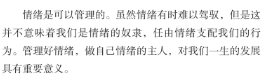 情绪是可以管理的。虽然情绪有时难以驾驭，但是这
并不意味着我们是情绪的奴隶，任由情绪支配我们的行
为。管理好情绪，做自己情绪的主人，对我们一生的发展
具有重要意义。